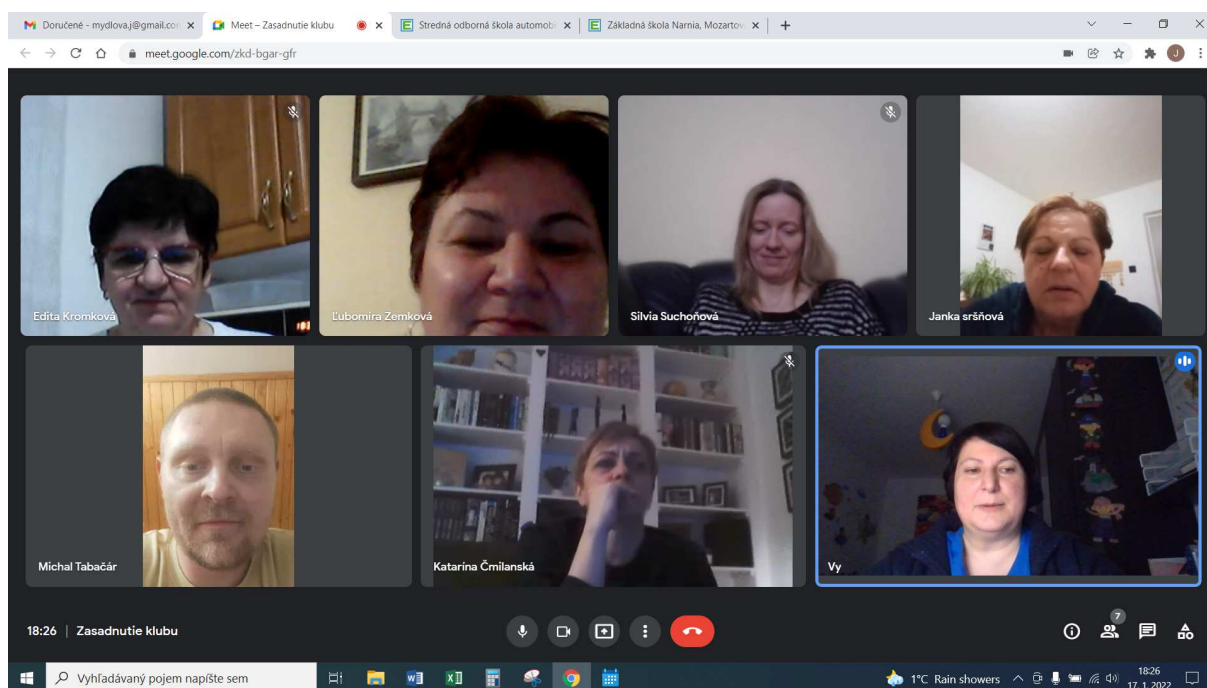 Doručené - mydlova.j@gmail.con
Meet – Zasadnutie klubu
Stredná odborná škola automobi
Základná škola Narnia, Mozartov
meet.google.com/zkd-bgar-gfr
J
Edita Kromková
Ľubomíra Zemková
Silvia Suchoňová
Janka sršňová
Michal Tabačár
Katarína Čmilanská
Vy
18:26 | Zasadnutie klubu
7
Vyhľadávaný pojem napíšte sem
1°C Rain showers
18:26
17. 1. 2022